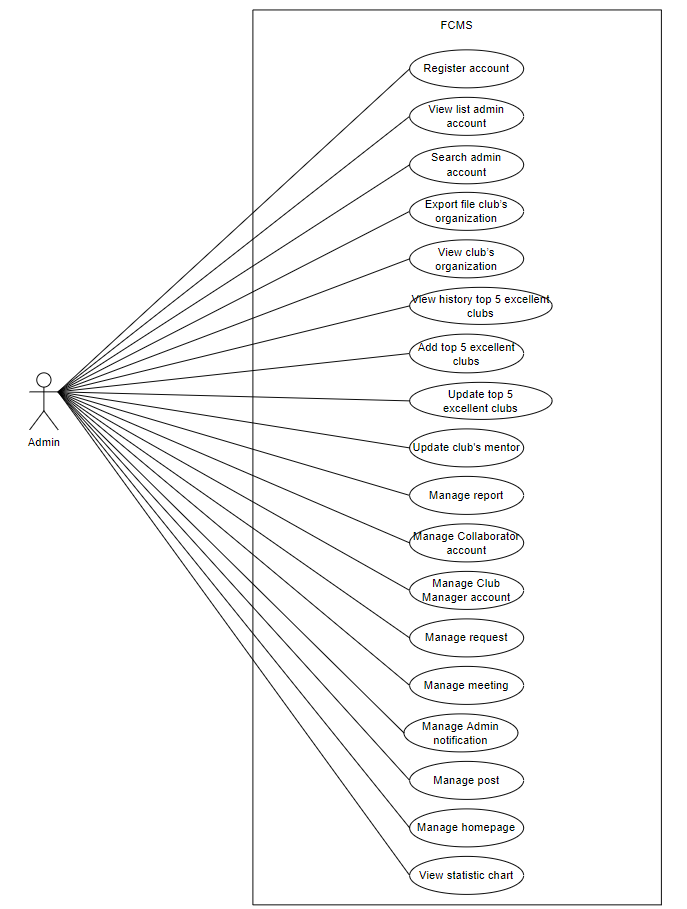 FCMS
Register account
View list admin
account
Search admin
account
Export file club's
organization
View club's
organization
View history top 5 excellent
clubs
Add top 5 excellent
clubs
Update top 5
excellent clubs
Admin
Update club's mentor
Manage report
Manage Collaborator
account
Manage Club
Manager account
Manage request
Manage meeting
Manage Admin
notification
Manage post
Manage homepage
View statistic chart